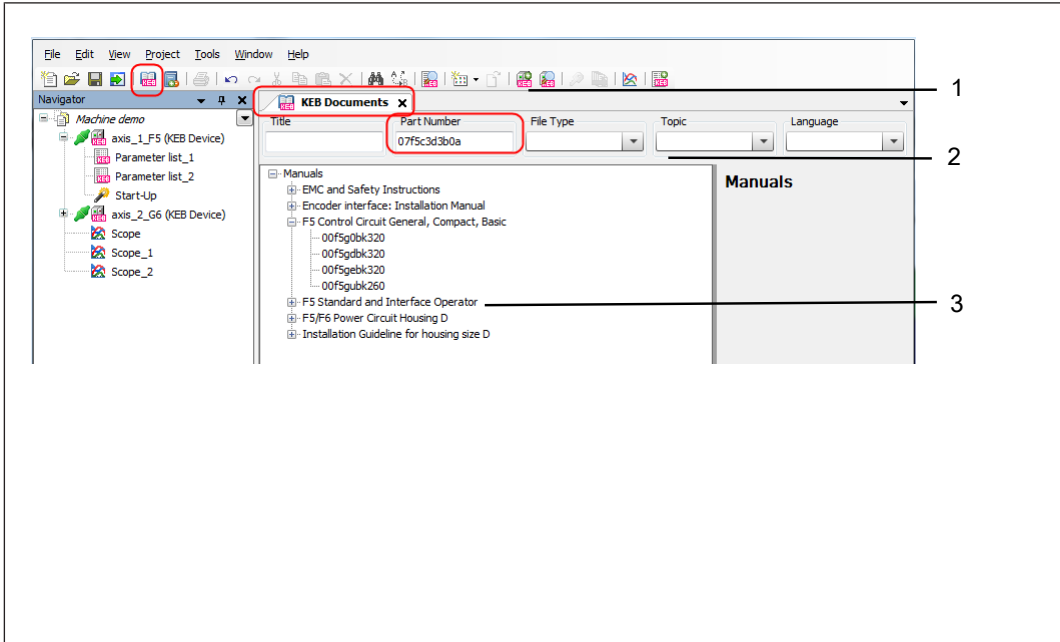 File Edit View Project Tools Window Help
1
Navigator
KEB Documents
Machine demo
axis_1_F5 (KEB Device)
Parameter list_1
Parameter list_2
Start-Up
axis_2_G6 (KEB Device)
Scope
Scope_1
Scope_2
Title Part Number File Type Topic Language
07f5c3d3b0a
2
Manuals
EMC and Safety Instructions
Encoder interface: Installation Manual
F5 Control Circuit General, Compact, Basic
00f5g0bk320
00f5gdbk320
00f5gebk320
00f5gubk260
F5 Standard and Interface Operator
3
F5/F6 Power Circuit Housing D
Installation Guideline for housing size D
Manuals